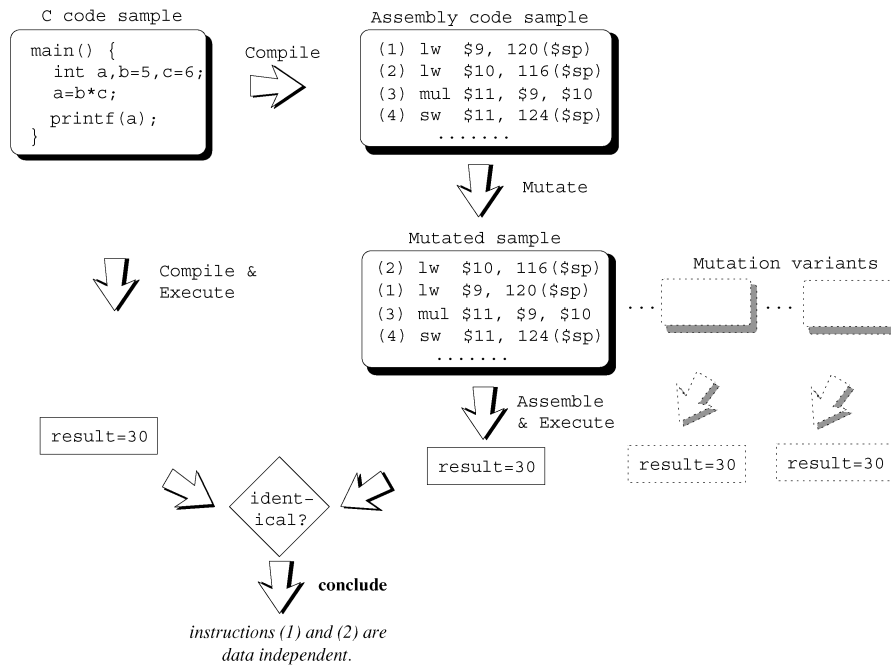 C code sample
main() {
int a,b=5,c=6;
a=b*c;
printf(a);
}
Compile
Assembly code sample
(1) lw $9, 120($sp)
(2) lw $10, 116($sp)
(3) mul $11, $9, $10
(4) sw $11, 124($sp)
.......
Mutate
Compile &
Execute
Mutated sample
(2) lw $10, 116($sp)
(1) lw $9, 120($sp)
(3) mul $11, $9, $10
(4) sw $11, 124($sp)
.......
Mutation variants
...
...
Assemble
& Execute
result=30
result=30
result=30
result=30
ident-
ical?
conclude
instructions (1) and (2) are
data independent.